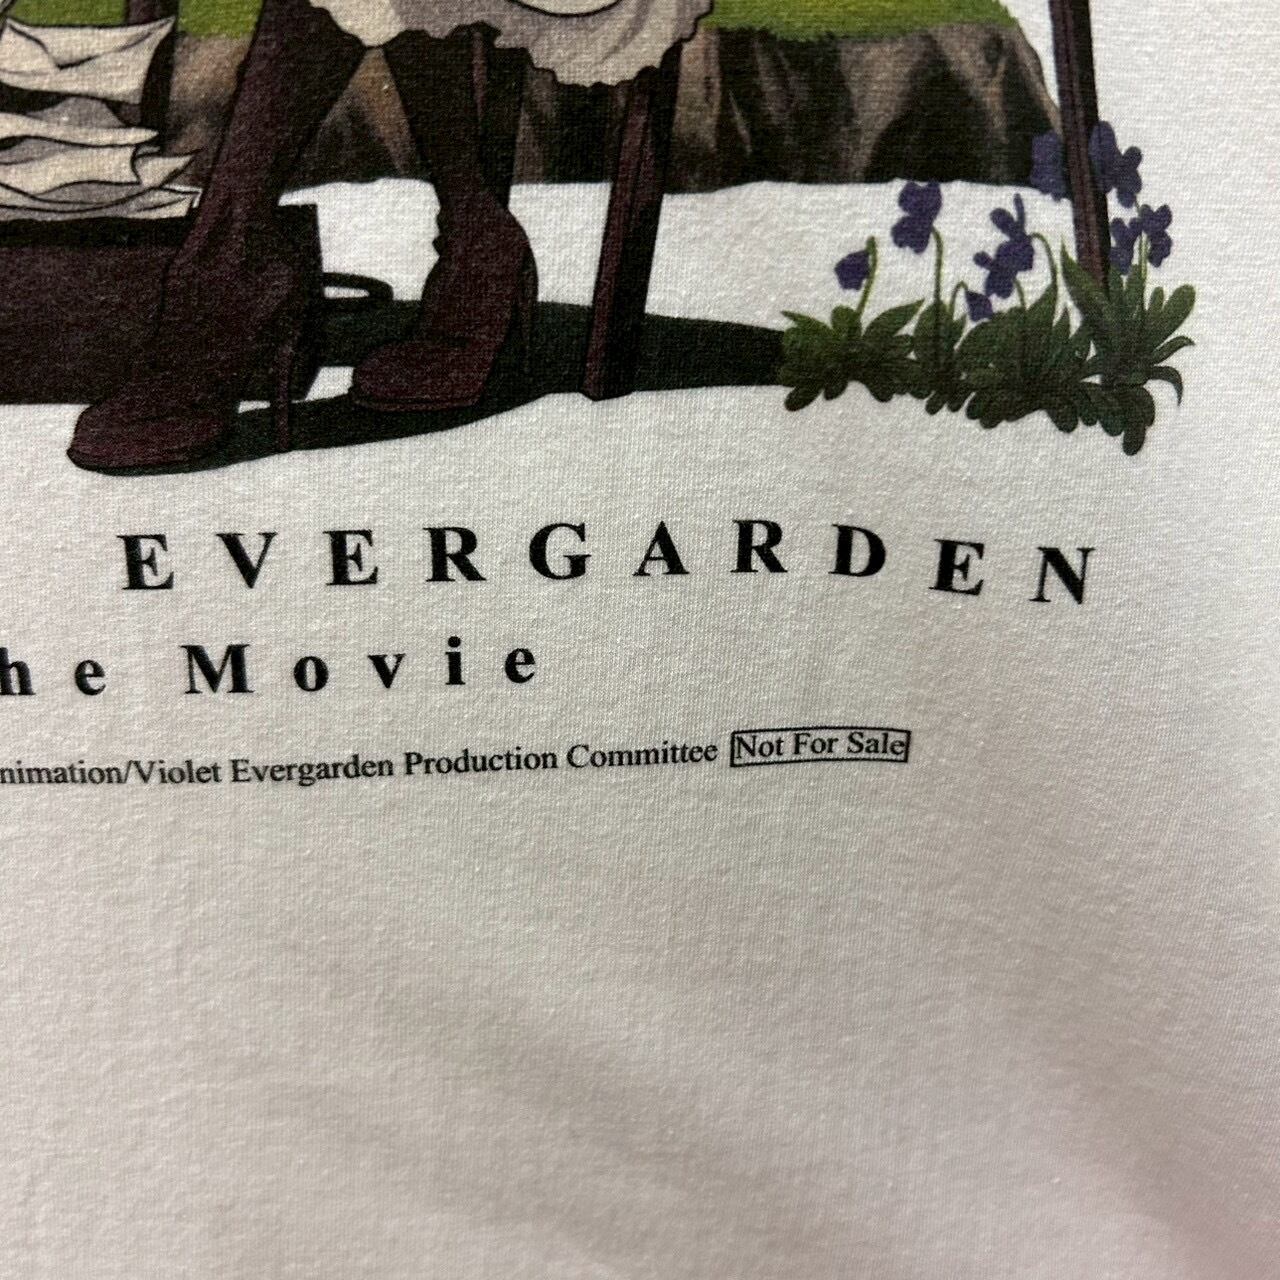 EVERGARDEN
he Movie
nimation/Violet Evergarden Production Committee Not For Sale